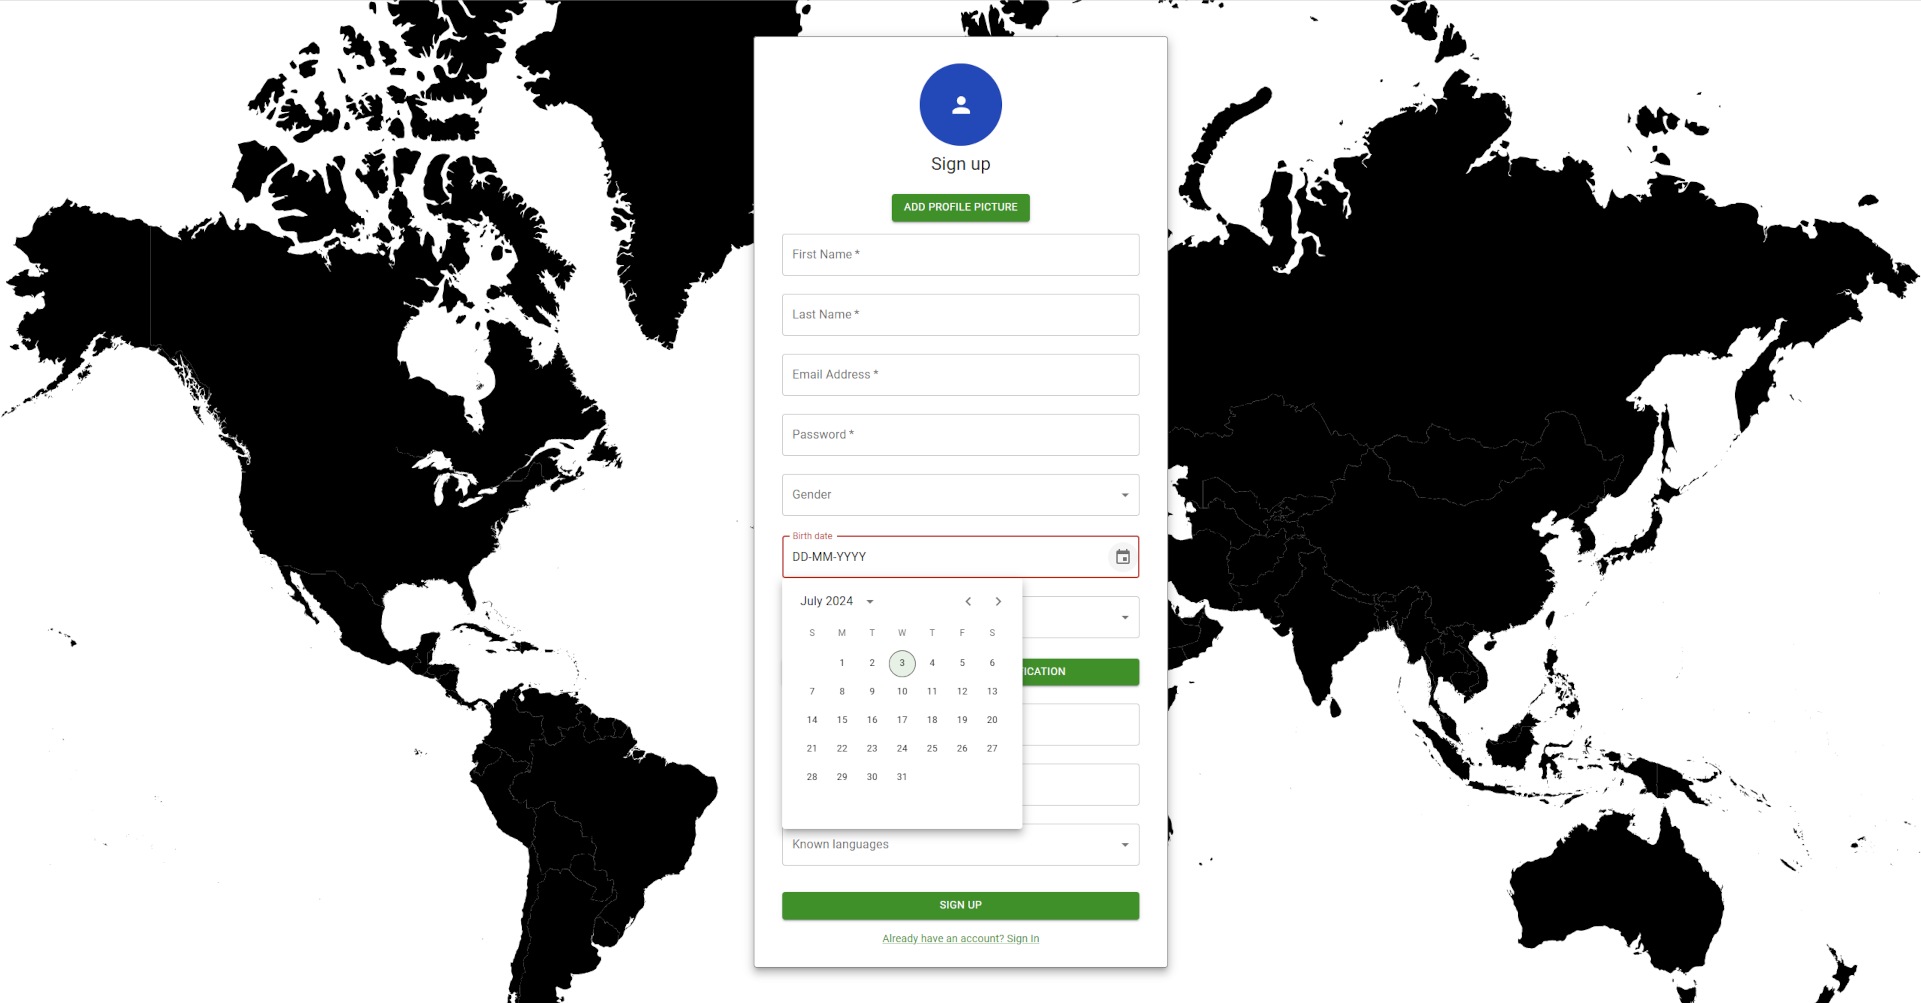 Sign up
ADD PROFILE PICTURE
First Name *
Last Name *
Email Address *
Password *
Gender
Birth date
DD-MM-YYYY
July 2024
S M T W T F S
1 2 3 4 5 6
ICATION
7 8 9 10 11 12 13
14 15 16 17 18 19 20
21 22 23 24 25 26 27
28 29 30 31
Known languages
SIGN UP
Already have an account? Sign In